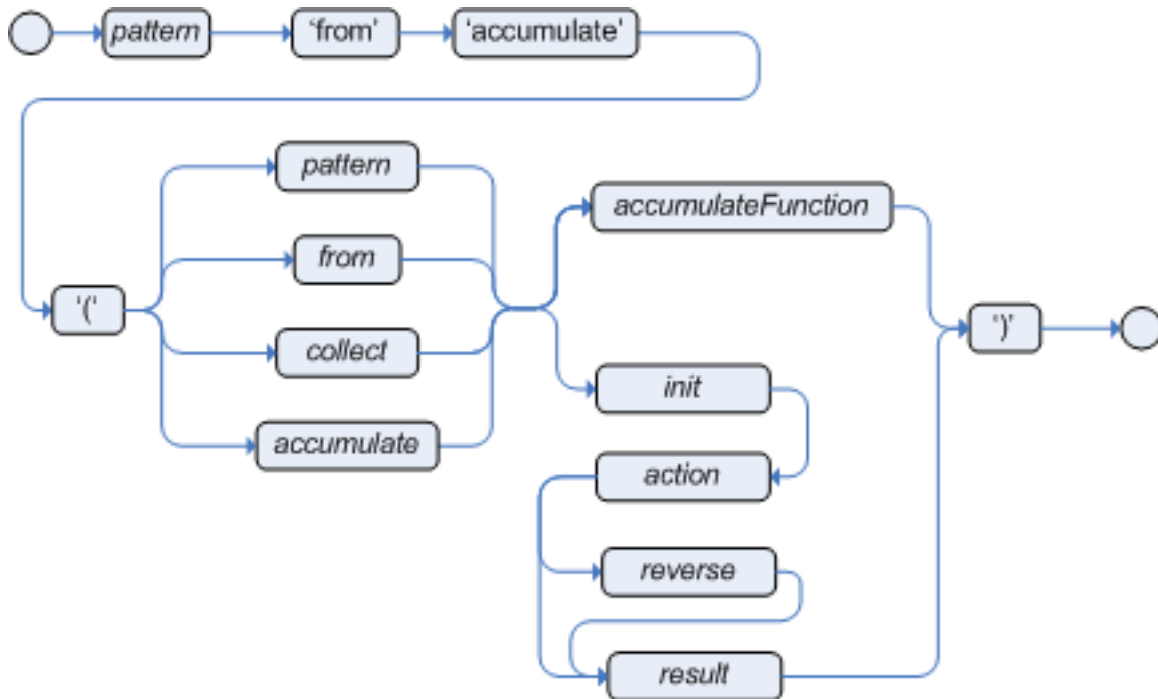 pattern
‘from’
‘accumulate’
pattern
accumulateFunction
from
‘(‘
‘)’
collect
init
accumulate
action
reverse
result